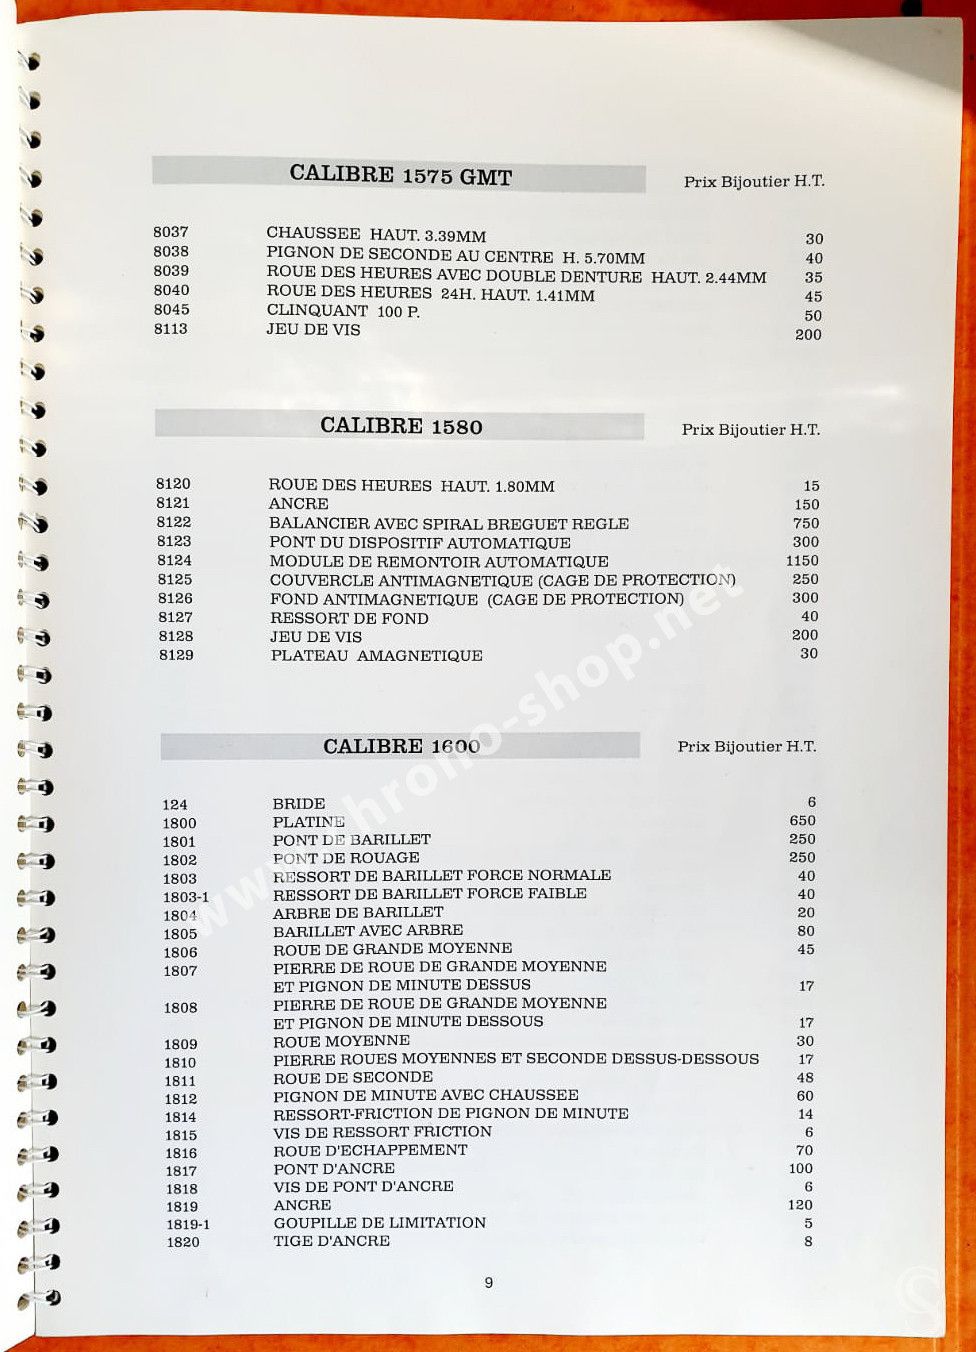 CALIBRE 1575 GMT Prix Bijoutier H.T.
8037 CHAUSSEE HAUT. 3.39MM 30
8038 PIGNON DE SECONDE AU CENTRE H. 5.70MM 40
8039 ROUE DES HEURES AVEC DOUBLE DENTURE HAUT. 2.44MM 35
8040 ROUE DES HEURES 24H. HAUT. 1.41MM 45
8045 CLINQUANT 100 P. 50
8113 JEU DE VIS 200
CALIBRE 1580 Prix Bijoutier H.T.
8120 ROUE DES HEURES HAUT. 1.80MM 15
8121 ANCRE 150
8122 BALANCIER AVEC SPIRAL BREGUET REGLE 750
8123 PONT DU DISPOSITIF AUTOMATIQUE 300
8124 MODULE DE REMONTOIR AUTOMATIQUE 1150
8125 COUVERCLE ANTIMAGNETIQUE (CAGE DE PROTECTION) 250
8126 FOND ANTIMAGNETIQUE (CAGE DE PROTECTION) 300
8127 RESSORT DE FOND 40
8128 JEU DE VIS 200
8129 PLATEAU AMAGNETIQUE 30
CALIBRE 1600 Prix Bijoutier H.T.
124 BRIDE 6
1800 PLATINE 650
1801 PONT DE BARILLET 250
1802 PONT DE ROUAGE 250
1803 RESSORT DE BARILLET FORCE NORMALE 40
1803-1 RESSORT DE BARILLET FORCE FAIBLE 40
1804 ARBRE DE BARILLET 20
1805 BARILLET AVEC ARBRE 80
1806 ROUE DE GRANDE MOYENNE 45
1807 PIERRE DE ROUE DE GRANDE MOYENNE
ET PIGNON DE MINUTE DESSUS 17
1808 PIERRE DE ROUE DE GRANDE MOYENNE
ET PIGNON DE MINUTE DESSOUS 17
1809 ROUE MOYENNE 30
1810 PIERRE ROUES MOYENNES ET SECONDE DESSUS-DESSOUS 17
1811 ROUE DE SECONDE 48
1812 PIGNON DE MINUTE AVEC CHAUSSEE 60
1814 RESSORT-FRICTION DE PIGNON DE MINUTE 14
1815 VIS DE RESSORT FRICTION 6
1816 ROUE D'ECHAPPEMENT 70
1817 PONT D'ANCRE 100
1818 VIS DE PONT D'ANCRE 6
1819 ANCRE 120
1819-1 GOUPILLE DE LIMITATION 5
1820 TIGE D'ANCRE 8
9
www.chrono-shop.net